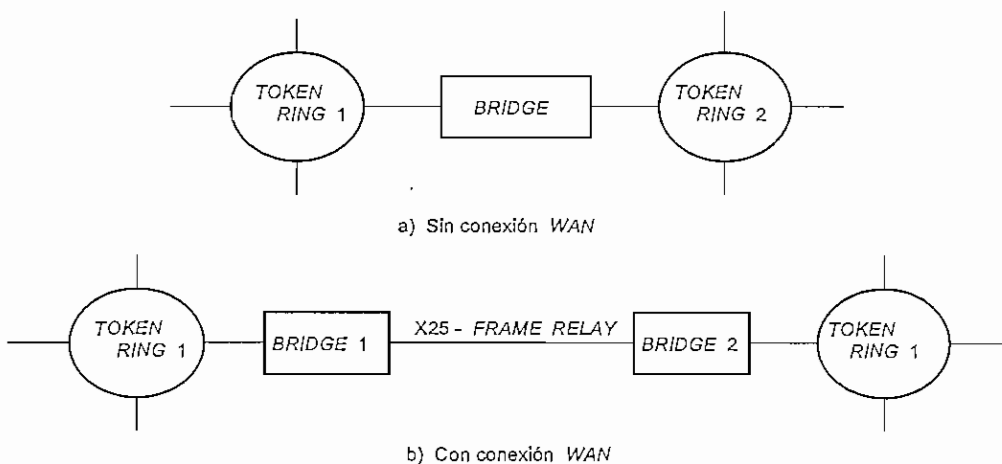 TOKEN
RING 1
BRIDGE
TOKEN
RING 2
a) Sin conexión WAN
TOKEN
RING 1
BRIDGE 1
X25 - FRAME RELAY
BRIDGE 2
TOKEN
RING 1
b) Con conexión WAN